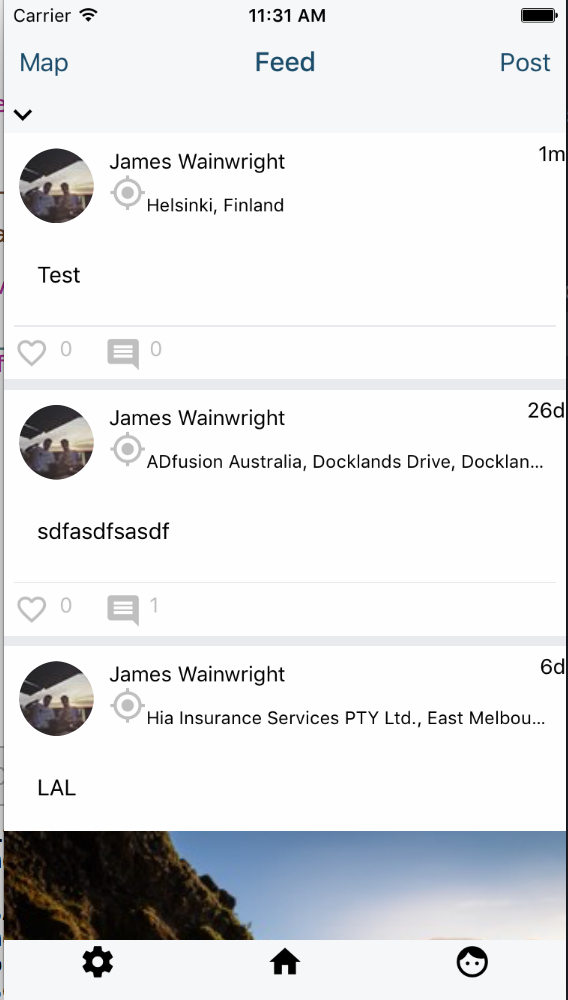 Carrier 11:31 AM
Map Feed Post
James Wainwright 1m
Helsinki, Finland
Test
0 0
James Wainwright 26d
ADfusion Australia, Docklands Drive, Docklan...
sdfasdfsasdf
0 1
James Wainwright 6d
Hia Insurance Services PTY Ltd., East Melbou...
LAL